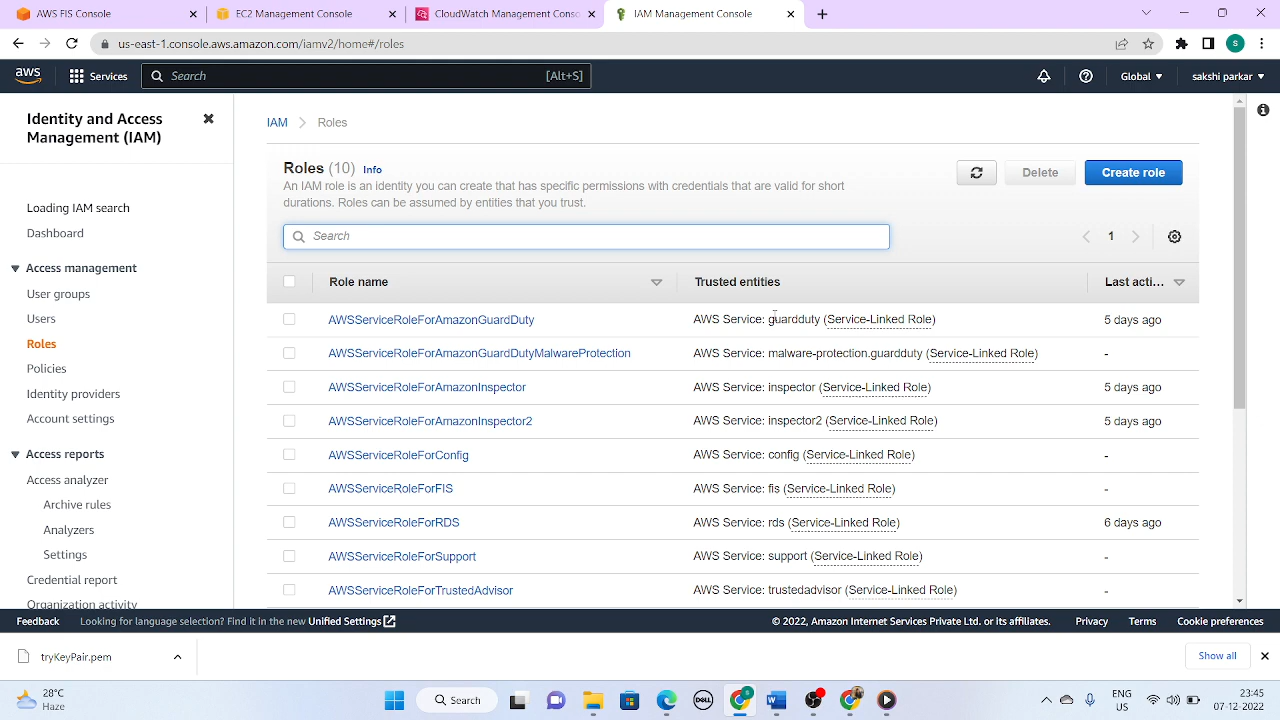 AWS FIS Console
EC2 Management Console
CloudWatch Management Conso
IAM Management Console
us-east-1.console.aws.amazon.com/iamv2/home#/roles
S
aws
Services
Search
[Alt+S]
Global
sakshi parkar
Identity and Access
Management (IAM)
Loading IAM search
Dashboard
Access management
User groups
Users
Roles
Policies
Identity providers
Account settings
Access reports
Access analyzer
Archive rules
Analyzers
Settings
Credential report
Organization activity
IAM
Roles
Roles (10) Info
An IAM role is an identity you can create that has specific permissions with credentials that are valid for short
durations. Roles can be assumed by entities that you trust.
Delete
Create role
Search
1
Role name
Trusted entities
Last acti...
AWSServiceRoleForAmazonGuardDuty AWS Service: guardduty (Service-Linked Role) 5 days ago
AWSServiceRoleForAmazonGuardDutyMalwareProtection AWS Service: malware-protection.guardduty (Service-Linked Role) -
AWSServiceRoleForAmazonInspector AWS Service: inspector (Service-Linked Role) 5 days ago
AWSServiceRoleForAmazonInspector2 AWS Service: inspector2 (Service-Linked Role) 5 days ago
AWSServiceRoleForConfig AWS Service: config (Service-Linked Role) -
AWSServiceRoleForFIS AWS Service: fis (Service-Linked Role) -
AWSServiceRoleForRDS AWS Service: rds (Service-Linked Role) 6 days ago
AWSServiceRoleForSupport AWS Service: support (Service-Linked Role) -
AWSServiceRoleForTrustedAdvisor AWS Service: trustedadvisor (Service-Linked Role) -
Feedback
Looking for language selection? Find it in the new Unified Settings
© 2022, Amazon Internet Services Private Ltd. or its affiliates.
Privacy
Terms
Cookie preferences
tryKeyPair.pem
Show all
28°C
Haze
Search
DELL
ENG
US
23:45
07-12-2022